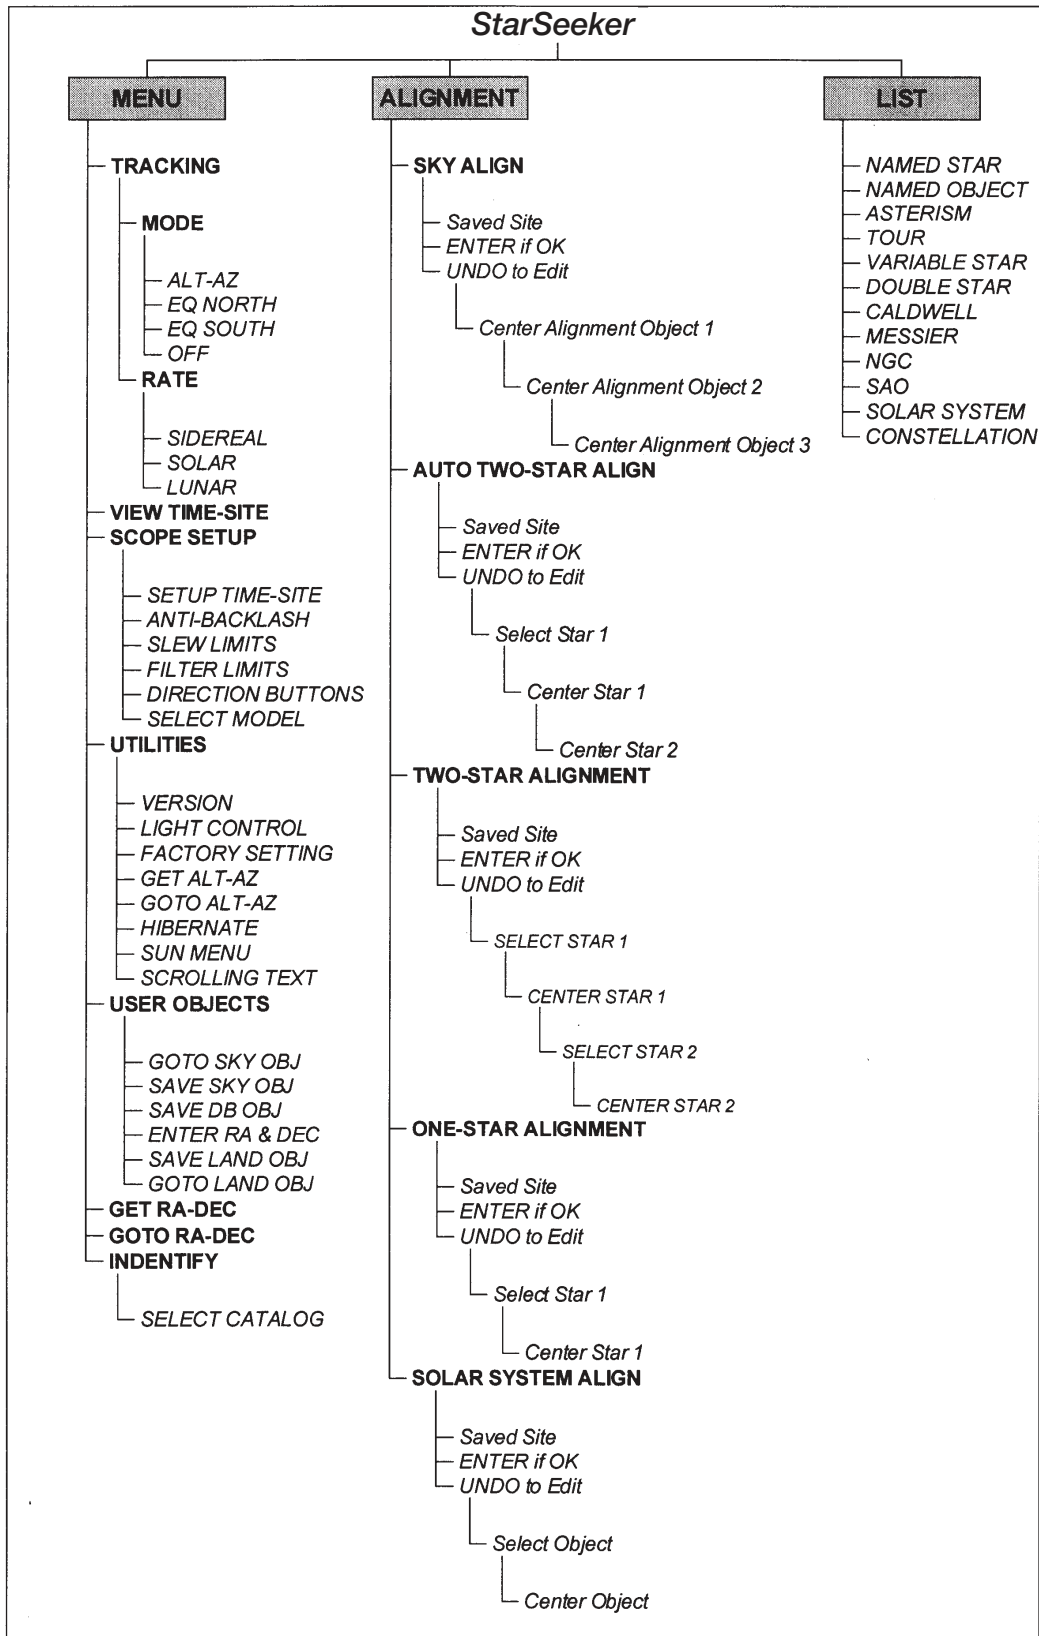 StarSeeker
MENU
TRACKING
MODE
ALT-AZ
EQ NORTH
EQ SOUTH
OFF
RATE
SIDEREAL
SOLAR
LUNAR
VIEW TIME-SITE
SCOPE SETUP
SETUP TIME-SITE
ANTI-BACKLASH
SLEW LIMITS
FILTER LIMITS
DIRECTION BUTTONS
SELECT MODEL
UTILITIES
VERSION
LIGHT CONTROL
FACTORY SETTING
GET ALT-AZ
GOTO ALT-AZ
HIBERNATE
SUN MENU
SCROLLING TEXT
USER OBJECTS
GOTO SKY OBJ
SAVE SKY OBJ
SAVE DB OBJ
ENTER RA & DEC
SAVE LAND OBJ
GOTO LAND OBJ
GET RA-DEC
GOTO RA-DEC
INDENTIFY
SELECT CATALOG
ALIGNMENT
SKY ALIGN
Saved Site
ENTER if OK
UNDO to Edit
Center Alignment Object 1
Center Alignment Object 2
Center Alignment Object 3
AUTO TWO-STAR ALIGN
Saved Site
ENTER if OK
UNDO to Edit
Select Star 1
Center Star 1
Center Star 2
TWO-STAR ALIGNMENT
Saved Site
ENTER if OK
UNDO to Edit
SELECT STAR 1
CENTER STAR 1
SELECT STAR 2
CENTER STAR 2
ONE-STAR ALIGNMENT
Saved Site
ENTER if OK
UNDO to Edit
Select Star 1
Center Star 1
SOLAR SYSTEM ALIGN
Saved Site
ENTER if OK
UNDO to Edit
Select Object
Center Object
LIST
NAMED STAR
NAMED OBJECT
ASTERISM
TOUR
VARIABLE STAR
DOUBLE STAR
CALDWELL
MESSIER
NGC
SAO
SOLAR SYSTEM
CONSTELLATION